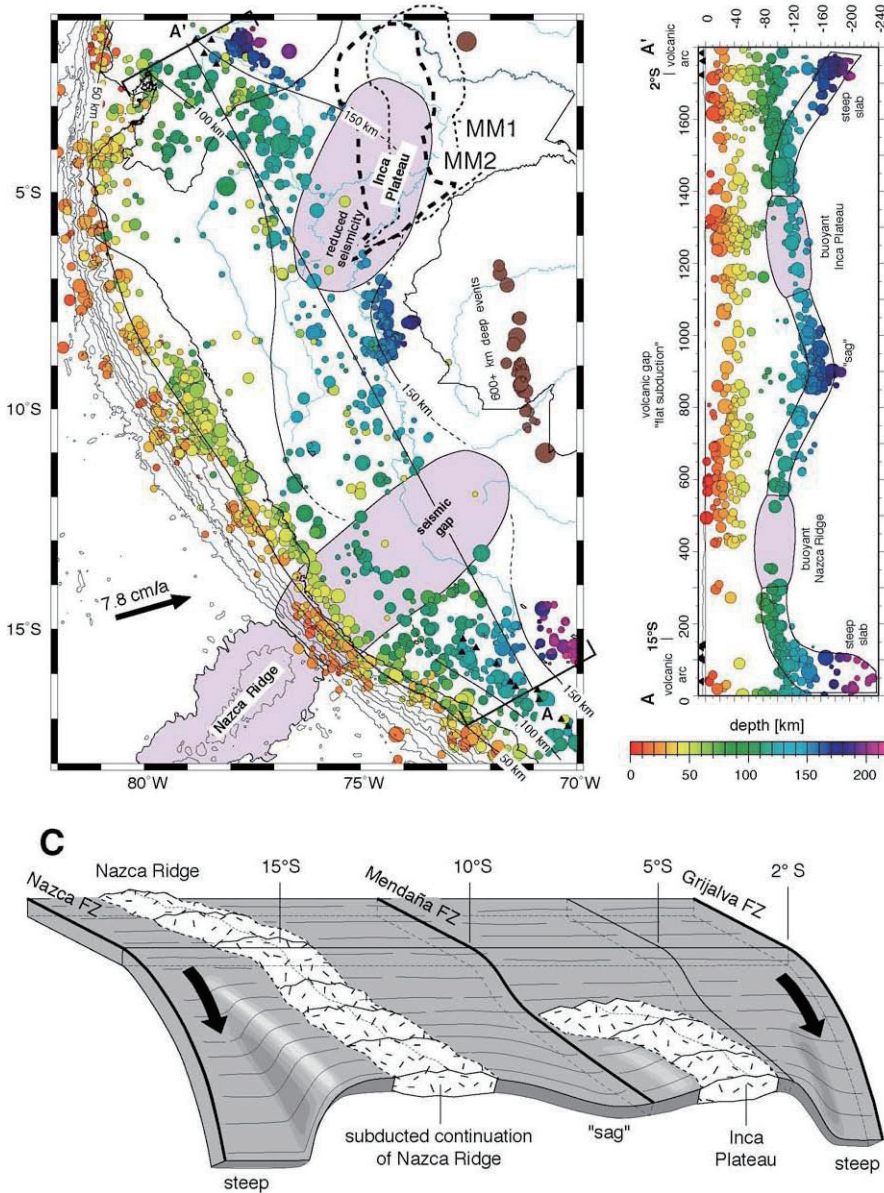 A'
50 km
100 km
150 km
MM1
MM2
Inca
Plateau
reduced
seismicity
5°S
600+ km deep events
10°S
150 km
seismic
gap
7.8 cm/a
15°S
Nazca Ridge
A
150 km
100 km
50 km
80°W
75°W
70°W
0
-40
-80
-120
-160
-200
-240
A'
2°S
volcanic
arc
steep
slab
buoyant
Inca Plateau
volcanic gap
"flat subduction"
"sag"
buoyant
Nazca Ridge
15°S
A
volcanic
arc
steep
slab
1600
1400
1200
1000
800
600
400
200
0
depth [km]
0
50
100
150
200
C
Nazca Ridge
Nazca FZ
15°S
Mendaña FZ
10°S
5°S
Grijalva FZ
2°S
subducted continuation
of Nazca Ridge
"sag"
Inca
Plateau
steep
steep